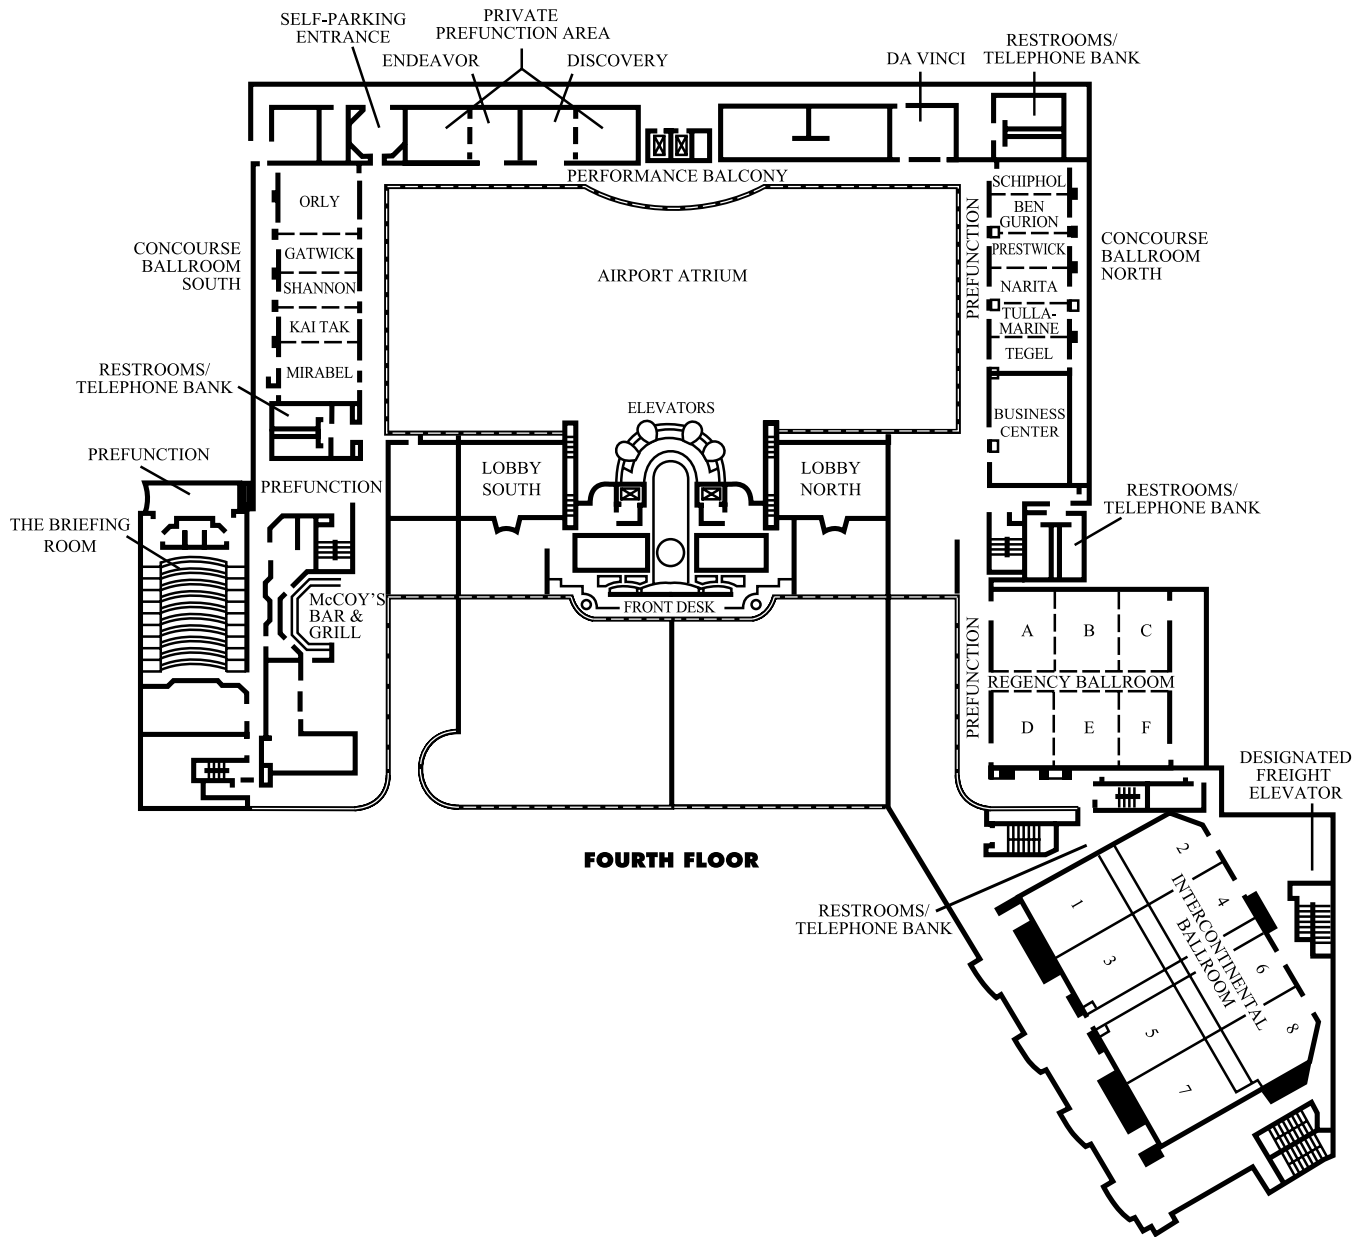 SELF-PARKING
ENTRANCE
PRIVATE
PREFUNCTION AREA
ENDEAVOR
DISCOVERY
DA VINCI
RESTROOMS/
TELEPHONE BANK
PERFORMANCE BALCONY
ORLY
GATWICK
SHANNON
KAI TAK
MIRABEL
CONCOURSE
BALLROOM
SOUTH
AIRPORT ATRIUM
PREFUNCTION
SCHIPHOL
BEN
GURION
PRESTWICK
NARITA
TULLA-
MARINE
TEGEL
BUSINESS
CENTER
CONCOURSE
BALLROOM
NORTH
RESTROOMS/
TELEPHONE BANK
ELEVATORS
LOBBY
SOUTH
LOBBY
NORTH
PREFUNCTION
PREFUNCTION
THE BRIEFING
ROOM
RESTROOMS/
TELEPHONE BANK
McCOY'S
BAR &
GRILL
FRONT DESK
PREFUNCTION
A
B
C
REGENCY BALLROOM
D
E
F
DESIGNATED
FREIGHT
ELEVATOR
FOURTH FLOOR
RESTROOMS/
TELEPHONE BANK
INTERCONTINENTAL
BALLROOM
1
2
3
4
5
6
7
8